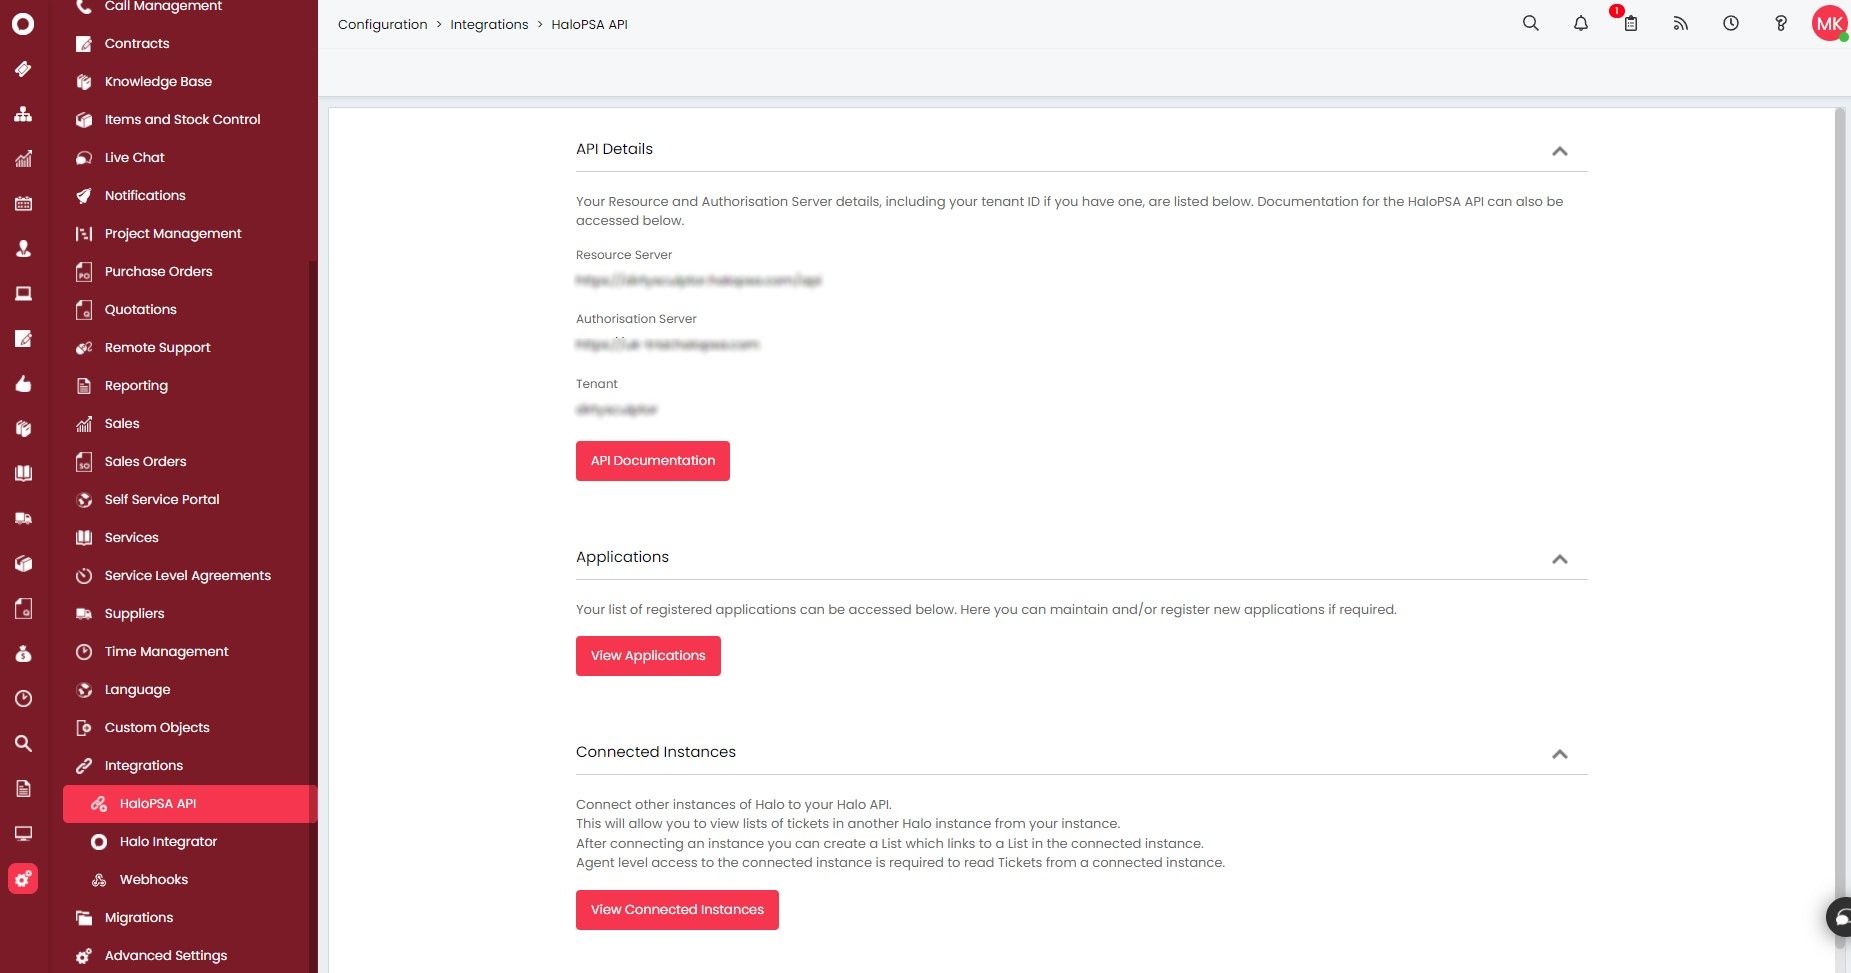 Call Management
Contracts
Knowledge Base
Items and Stock Control
Live Chat
Notifications
Project Management
Purchase Orders
Quotations
Remote Support
Reporting
Sales
Sales Orders
Self Service Portal
Services
Service Level Agreements
Suppliers
Time Management
Language
Custom Objects
Integrations
HaloPSA API
Halo Integrator
Webhooks
Migrations
Advanced Settings
Configuration > Integrations > HaloPSA API
1
MK
API Details
Your Resource and Authorisation Server details, including your tenant ID if you have one, are listed below. Documentation for the HaloPSA API can also be
accessed below.
Resource Server
Authorisation Server
Tenant
API Documentation
Applications
Your list of registered applications can be accessed below. Here you can maintain and/or register new applications if required.
View Applications
Connected Instances
Connect other instances of Halo to your Halo API.
This will allow you to view lists of tickets in another Halo instance from your instance.
After connecting an instance you can create a List which links to a List in the connected instance.
Agent level access to the connected instance is required to read Tickets from a connected instance.
View Connected Instances